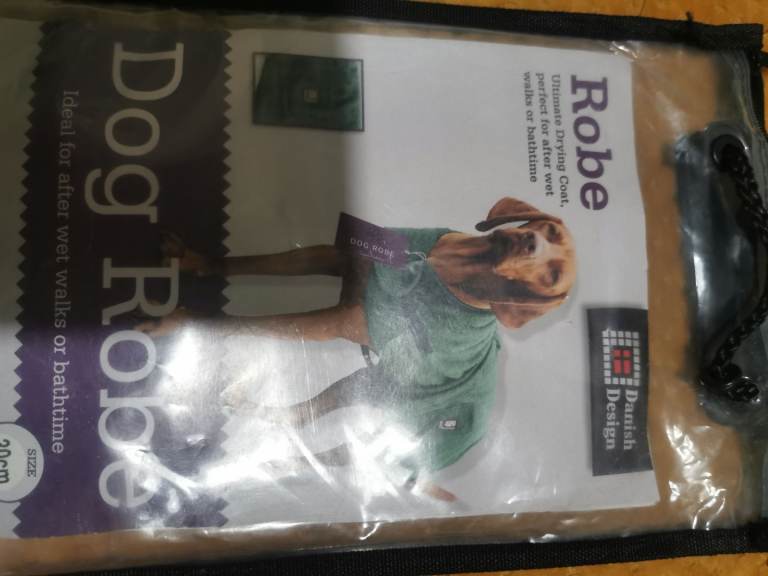 Robe
Ultimate Drying Coat,
perfect for after wet
walks or bathtime
Danish
Design
DOG ROBE
Dog Robe
Ideal for after wet walks or bathtime
SIZE